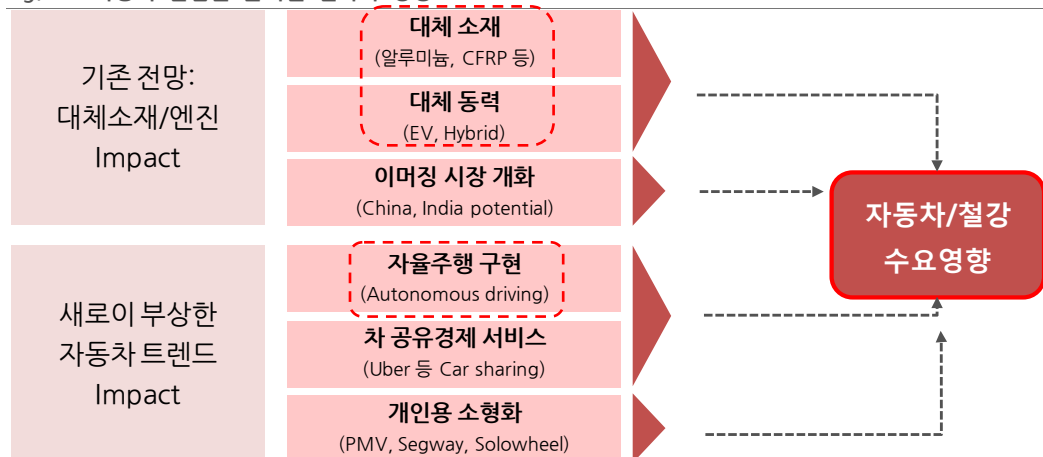 기존 전망:
대체소재/엔진
Impact
대체 소재
(알루미늄, CFRP 등)
대체 동력
(EV, Hybrid)
이머징 시장 개화
(China, India potential)
새로이 부상한
자동차 트렌드
Impact
자율주행 구현
(Autonomous driving)
차 공유경제 서비스
(Uber 등 Car sharing)
개인용 소형화
(PMV, Segway, Solowheel)
자동차/철강
수요영향